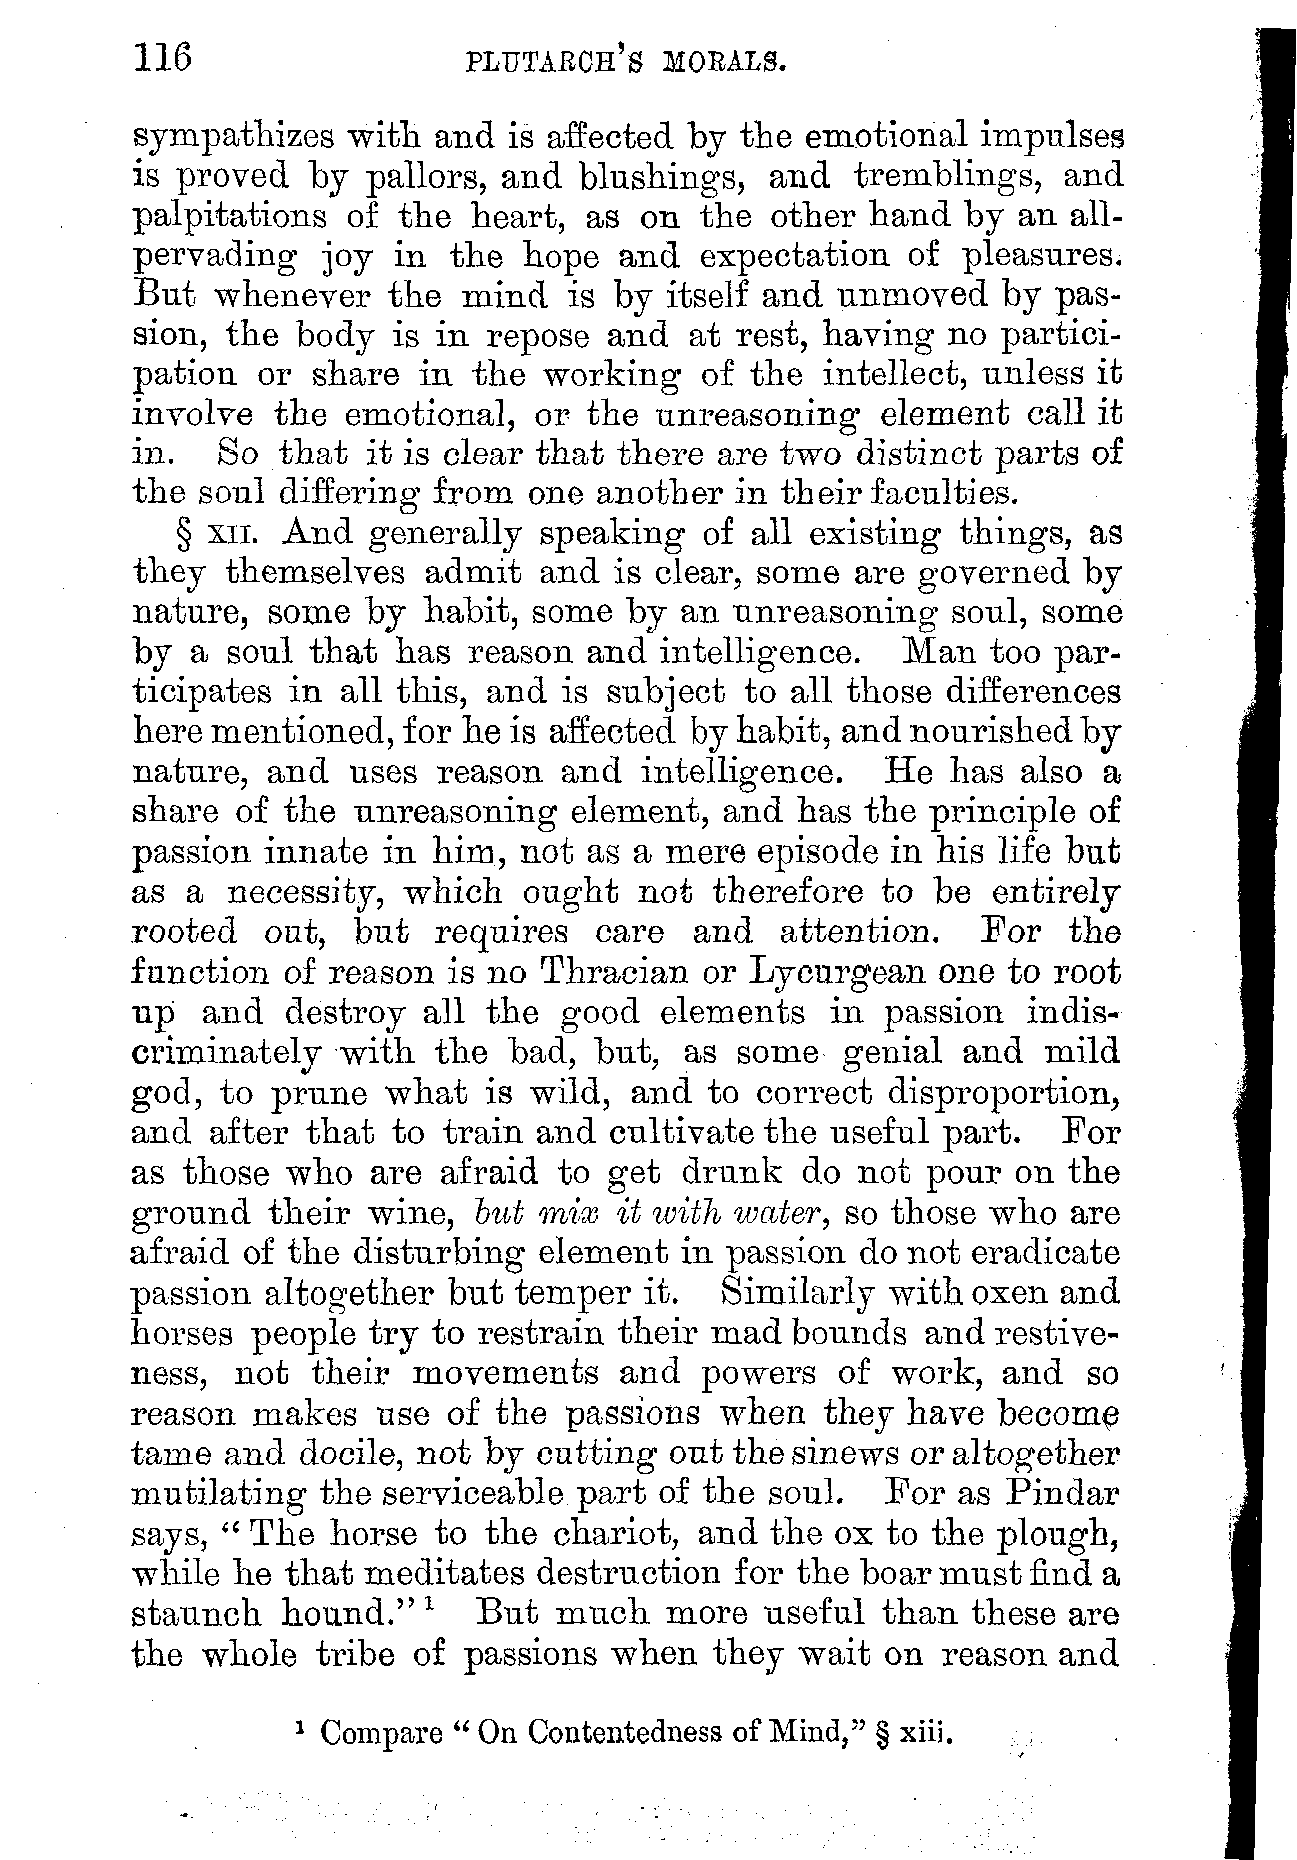 116 PLUTARCH'S MORALS.
sympathizes with and is affected by the emotional impulses
is proved by pallors, and blushings, and tremblings, and
palpitations of the heart, as on the other hand by an all-
pervading joy in the hope and expectation of pleasures.
But whenever the mind is by itself and unmoved by pas-
sion, the body is in repose and at rest, having no partici-
pation or share in the working of the intellect, unless it
involve the emotional, or the unreasoning element call it
in. So that it is clear that there are two distinct parts of
the soul differing from one another in their faculties.
§ XII. And generally speaking of all existing things, as
they themselves admit and is clear, some are governed by
nature, some by habit, some by an unreasoning soul, some
by a soul that has reason and intelligence. Man too par-
ticipates in all this, and is subject to all those differences
here mentioned, for he is affected by habit, and nourished by
nature, and uses reason and intelligence. He has also a
share of the unreasoning element, and has the principle of
passion innate in him, not as a mere episode in his life but
as a necessity, which ought not therefore to be entirely
rooted out, but requires care and attention. For the
function of reason is no Thracian or Lycurgean one to root
up and destroy all the good elements in passion indis-
criminately with the bad, but, as some genial and mild
god, to prune what is wild, and to correct disproportion,
and after that to train and cultivate the useful part. For
as those who are afraid to get drunk do not pour on the
ground their wine, but mix it with water, so those who are
afraid of the disturbing element in passion do not eradicate
passion altogether but temper it. Similarly with oxen and
horses people try to restrain their mad bounds and restive-
ness, not their movements and powers of work, and so
reason makes use of the passions when they have become
tame and docile, not by cutting out the sinews or altogether
mutilating the serviceable part of the soul. For as Pindar
says, "The horse to the chariot, and the ox to the plough,
while he that meditates destruction for the boar must find a
staunch hound." ¹ But much more useful than these are
the whole tribe of passions when they wait on reason and
¹ Compare "On Contentedness of Mind," § xiii.